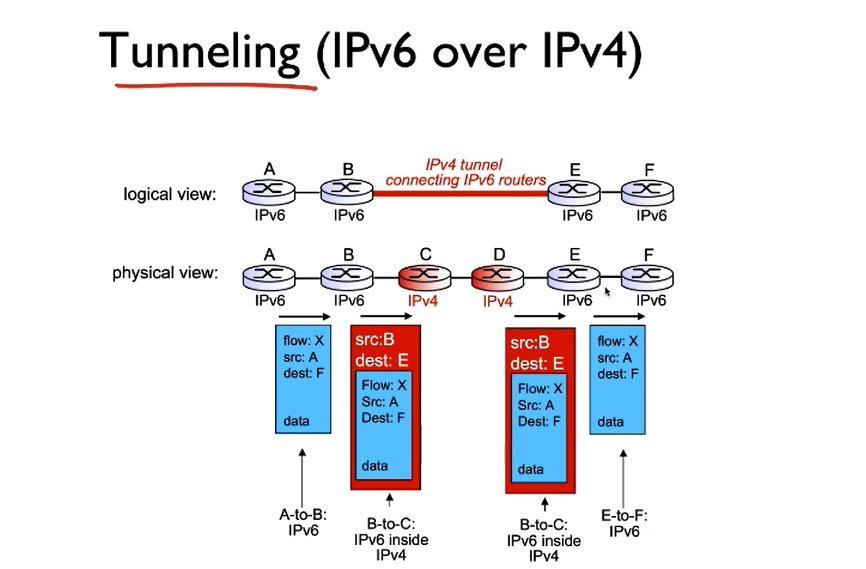 Tunneling (IPv6 over IPv4)
IPv4 tunnel
connecting IPv6 routers
A B E F
logical view:
IPv6 IPv6 IPv6 IPv6
A B C D E F
physical view:
IPv6 IPv6 IPv4 IPv4 IPv6 IPv6
flow: X
src: A
dest: F
data
src:B
dest: E
Flow: X
Src: A
Dest: F
data
src:B
dest: E
Flow: X
Src: A
Dest: F
data
flow: X
src: A
dest: F
data
A-to-B:
IPv6
B-to-C:
IPv6 inside
IPv4
B-to-C:
IPv6 inside
IPv4
E-to-F:
IPv6